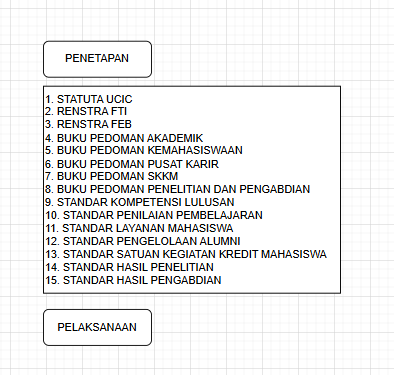 PENETAPAN
1. STATUTA UCIC
2. RENSTRA FTI
3. RENSTRA FEB
4. BUKU PEDOMAN AKADEMIK
5. BUKU PEDOMAN KEMAHASISWAAN
6. BUKU PEDOMAN PUSAT KARIR
7. BUKU PEDOMAN SKKM
8. BUKU PEDOMAN PENELITIAN DAN PENGABDIAN
9. STANDAR KOMPETENSI LULUSAN
10. STANDAR PENILAIAN PEMBELAJARAN
11. STANDAR LAYANAN MAHASISWA
12. STANDAR PENGELOLAAN ALUMNI
13. STANDAR SATUAN KEGIATAN KREDIT MAHASISWA
14. STANDAR HASIL PENELITIAN
15. STANDAR HASIL PENGABDIAN
PELAKSANAAN